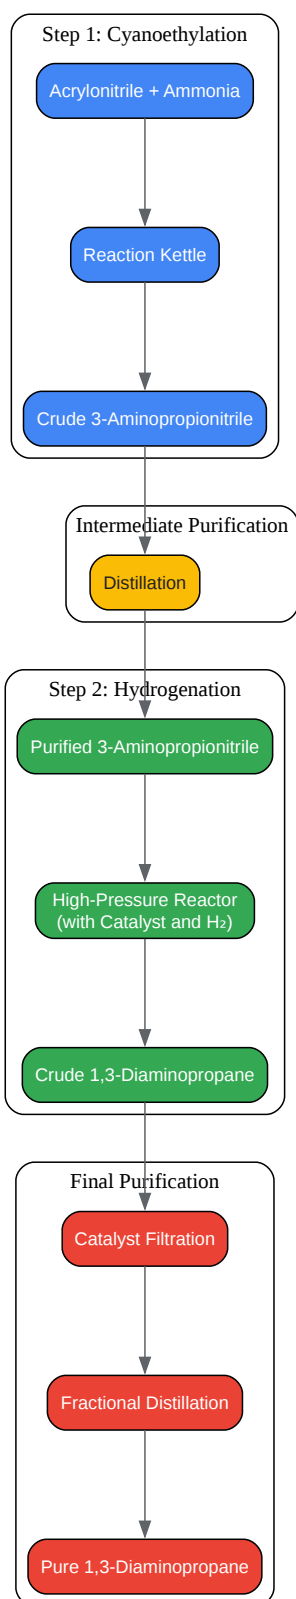 Step 1: Cyanoethylation
Acrylonitrile + Ammonia
Reaction Kettle
Crude 3-Aminopropionitrile
Intermediate Purification
Distillation
Step 2: Hydrogenation
Purified 3-Aminopropionitrile
High-Pressure Reactor
(with Catalyst and H₂)
Crude 1,3-Diaminopropane
Final Purification
Catalyst Filtration
Fractional Distillation
Pure 1,3-Diaminopropane